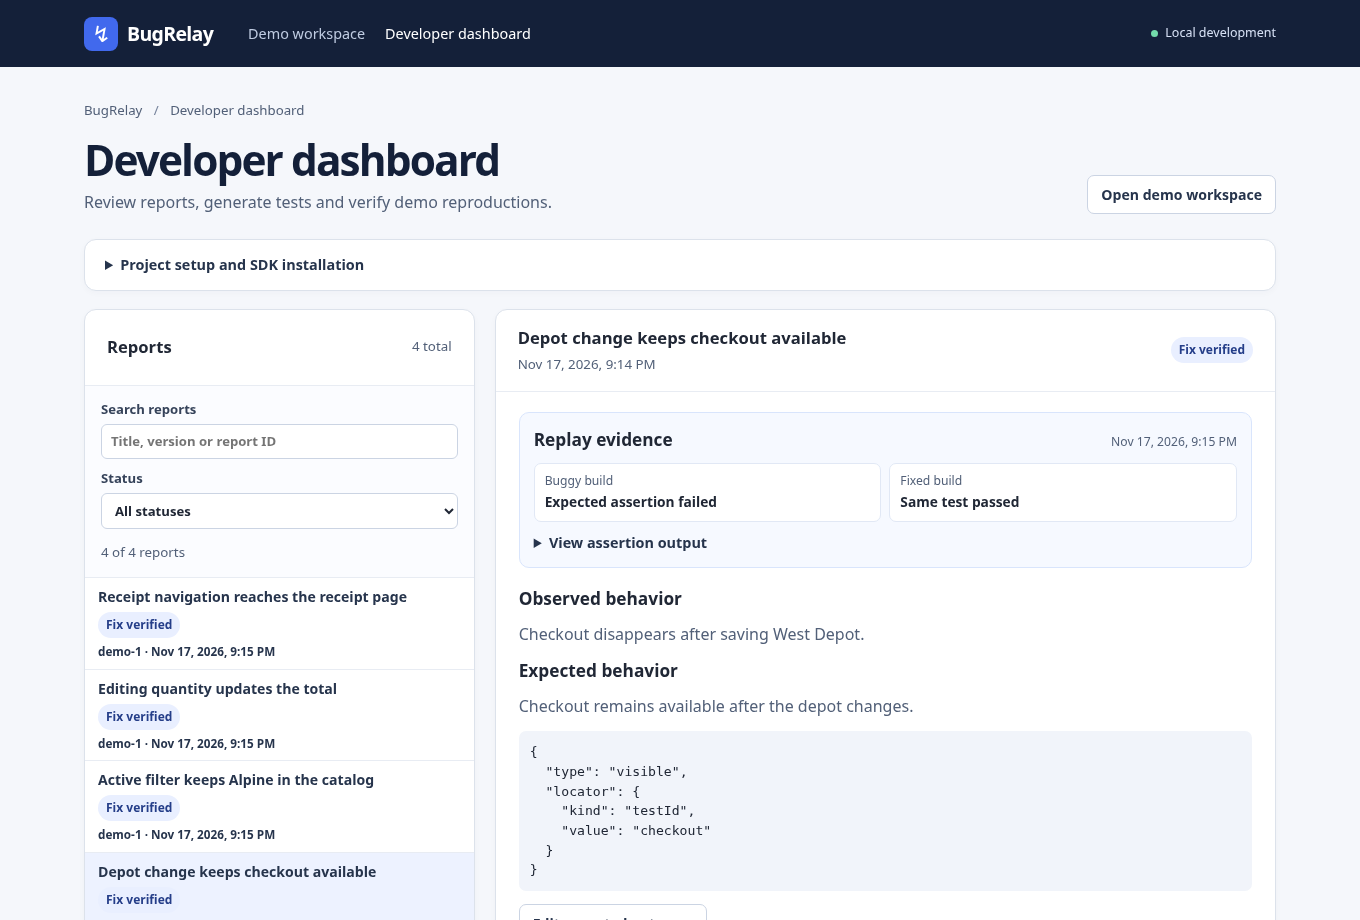 BugRelay
Demo workspace
Developer dashboard
Local development
BugRelay / Developer dashboard
Developer dashboard
Review reports, generate tests and verify demo reproductions.
Open demo workspace
Project setup and SDK installation
Reports
4 total
Search reports
Title, version or report ID
Status
All statuses
4 of 4 reports
Receipt navigation reaches the receipt page
Fix verified
demo-1 · Nov 17, 2026, 9:15 PM
Editing quantity updates the total
Fix verified
demo-1 · Nov 17, 2026, 9:15 PM
Active filter keeps Alpine in the catalog
Fix verified
demo-1 · Nov 17, 2026, 9:15 PM
Depot change keeps checkout available
Fix verified
Depot change keeps checkout available
Nov 17, 2026, 9:14 PM
Fix verified
Replay evidence
Nov 17, 2026, 9:15 PM
Buggy build
Expected assertion failed
Fixed build
Same test passed
View assertion output
Observed behavior
Checkout disappears after saving West Depot.
Expected behavior
Checkout remains available after the depot changes.
{
  "type": "visible",
  "locator": {
    "kind": "testId",
    "value": "checkout"
  }
}